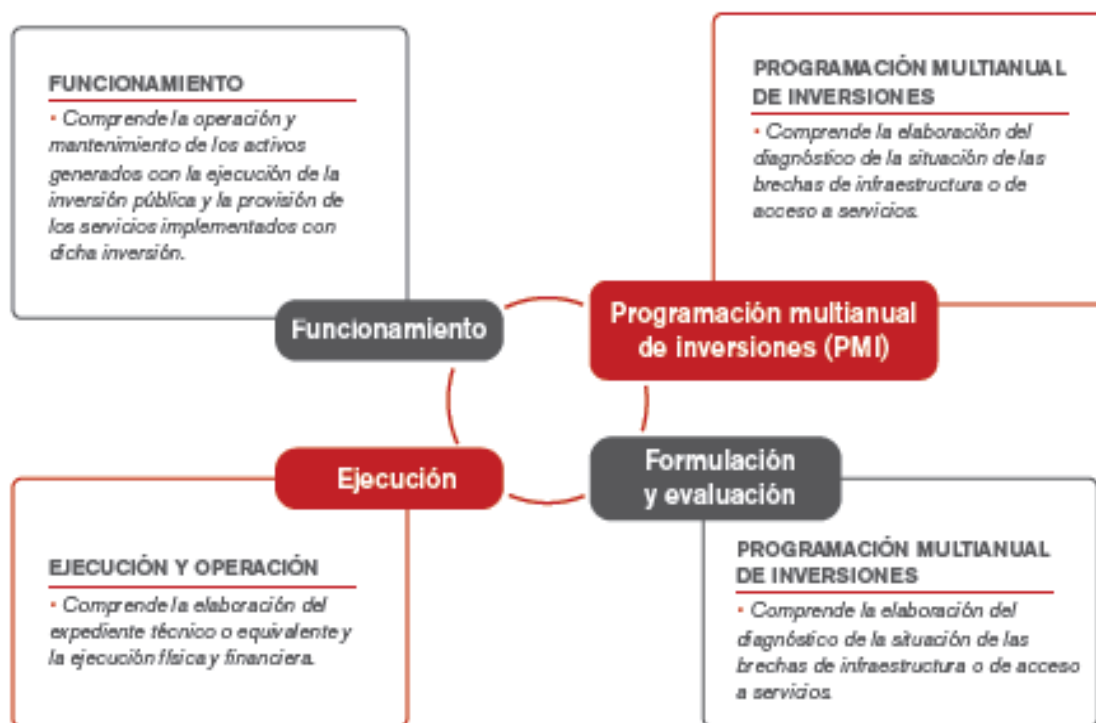 FUNCIONAMIENTO
• Comprende la operación y
mantenimiento de los activos
generados con la ejecución de la
inversión pública y la provisión de
los servicios implementados con
dicha inversión.
Funcionamiento
PROGRAMACIÓN MULTIANUAL
DE INVERSIONES
• Comprende la elaboración del
diagnóstico de la situación de las
brechas de infraestructura o de
acceso a servicios.
Programación multianual
de inversiones (PMI)
Ejecución
EJECUCIÓN Y OPERACIÓN
• Comprende la elaboración del
expediente técnico o equivalente y
la ejecución física y financiera.
Formulación
y evaluación
PROGRAMACIÓN MULTIANUAL
DE INVERSIONES
• Comprende la elaboración del
diagnóstico de la situación de las
brechas de infraestructura o de acceso
a servicios.